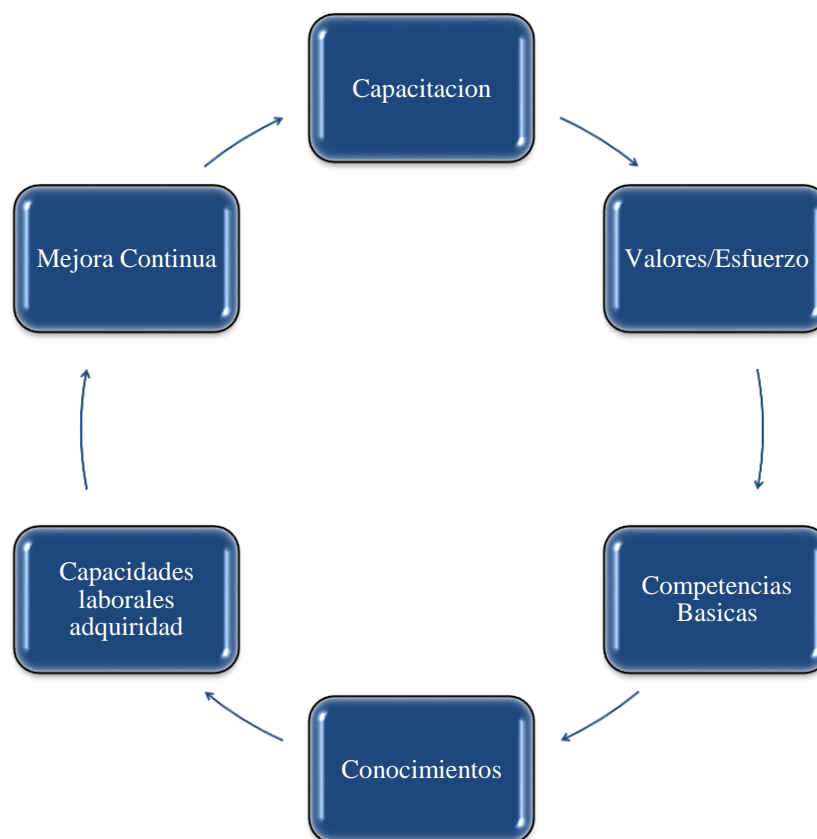 Capacitacion
Valores/Esfuerzo
Competencias
Basicas
Conocimientos
Capacidades
laborales
adquiridad
Mejora Continua